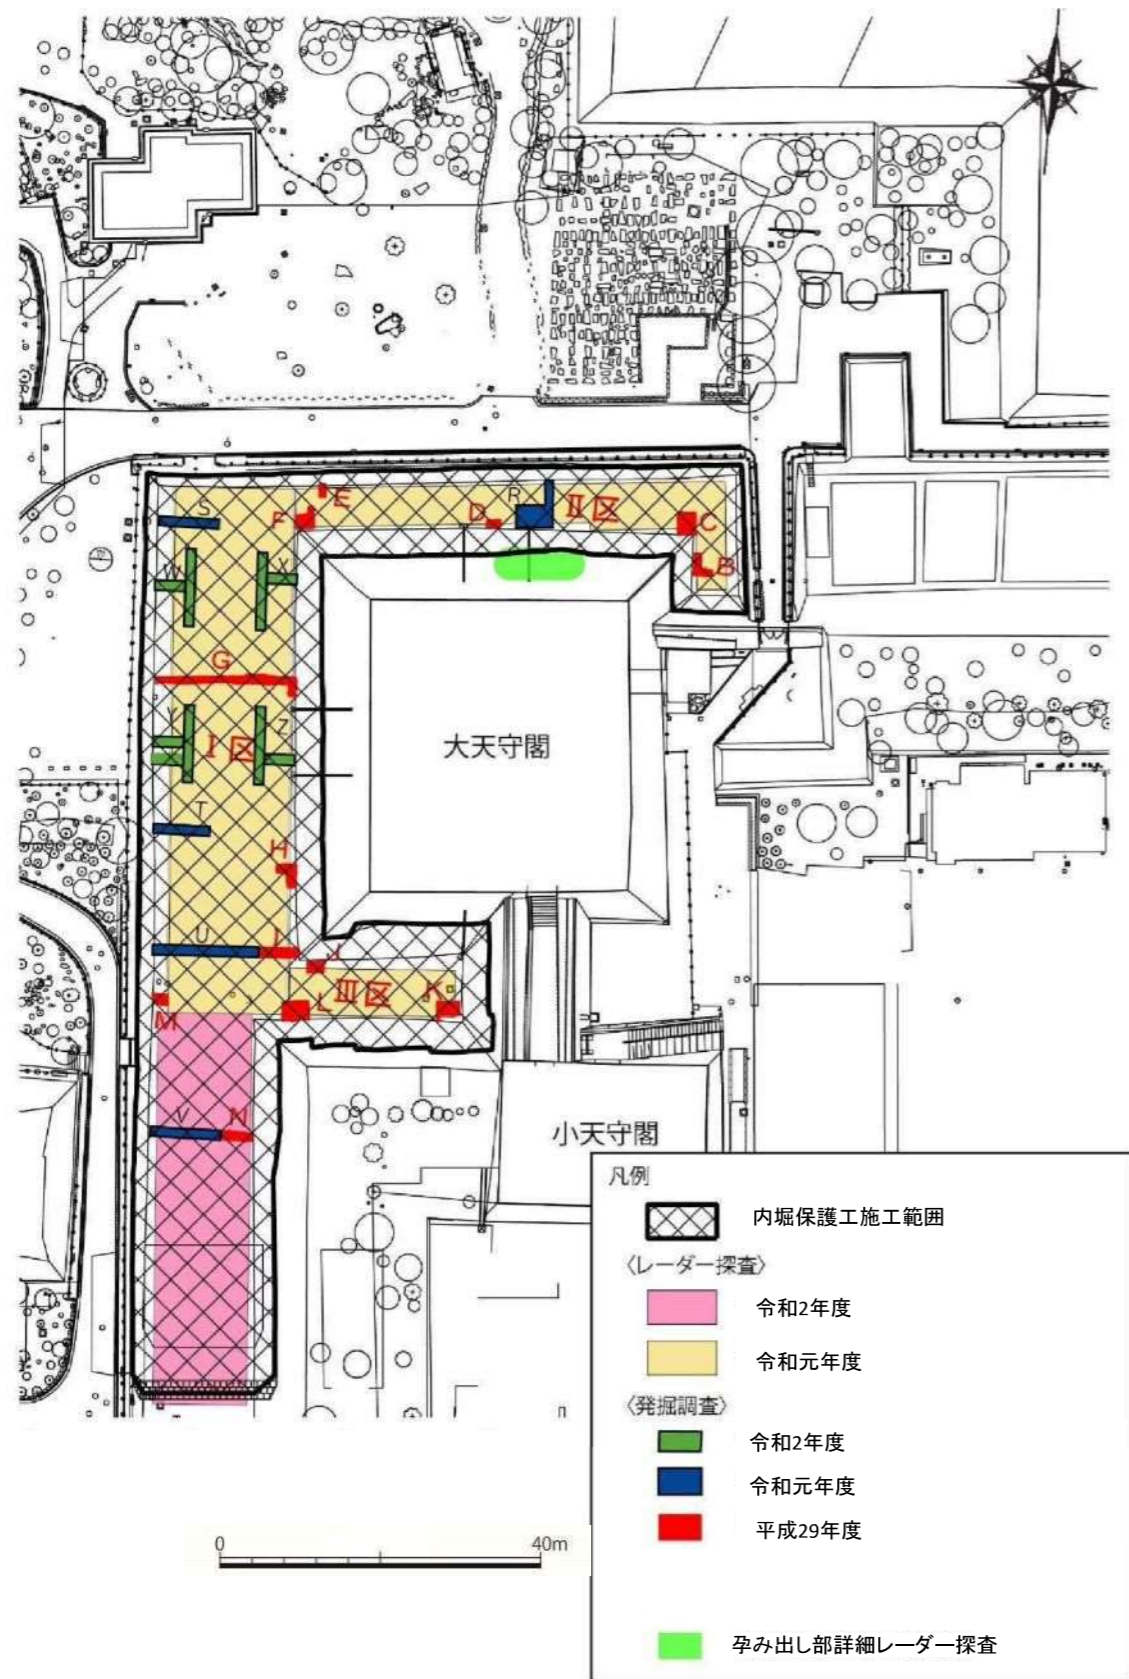 E
S
R
F
D
II区
C
W
X
B
G
Y
Z
I区
大天守閣
T
H
U
I
J
III区
K
L
M
V
N
小天守閣
凡例
内堀保護工施工範囲
〈レーダー探査〉
令和2年度
令和元年度
〈発掘調査〉
令和2年度
令和元年度
平成29年度
0
40m
孕み出し部詳細レーダー探査